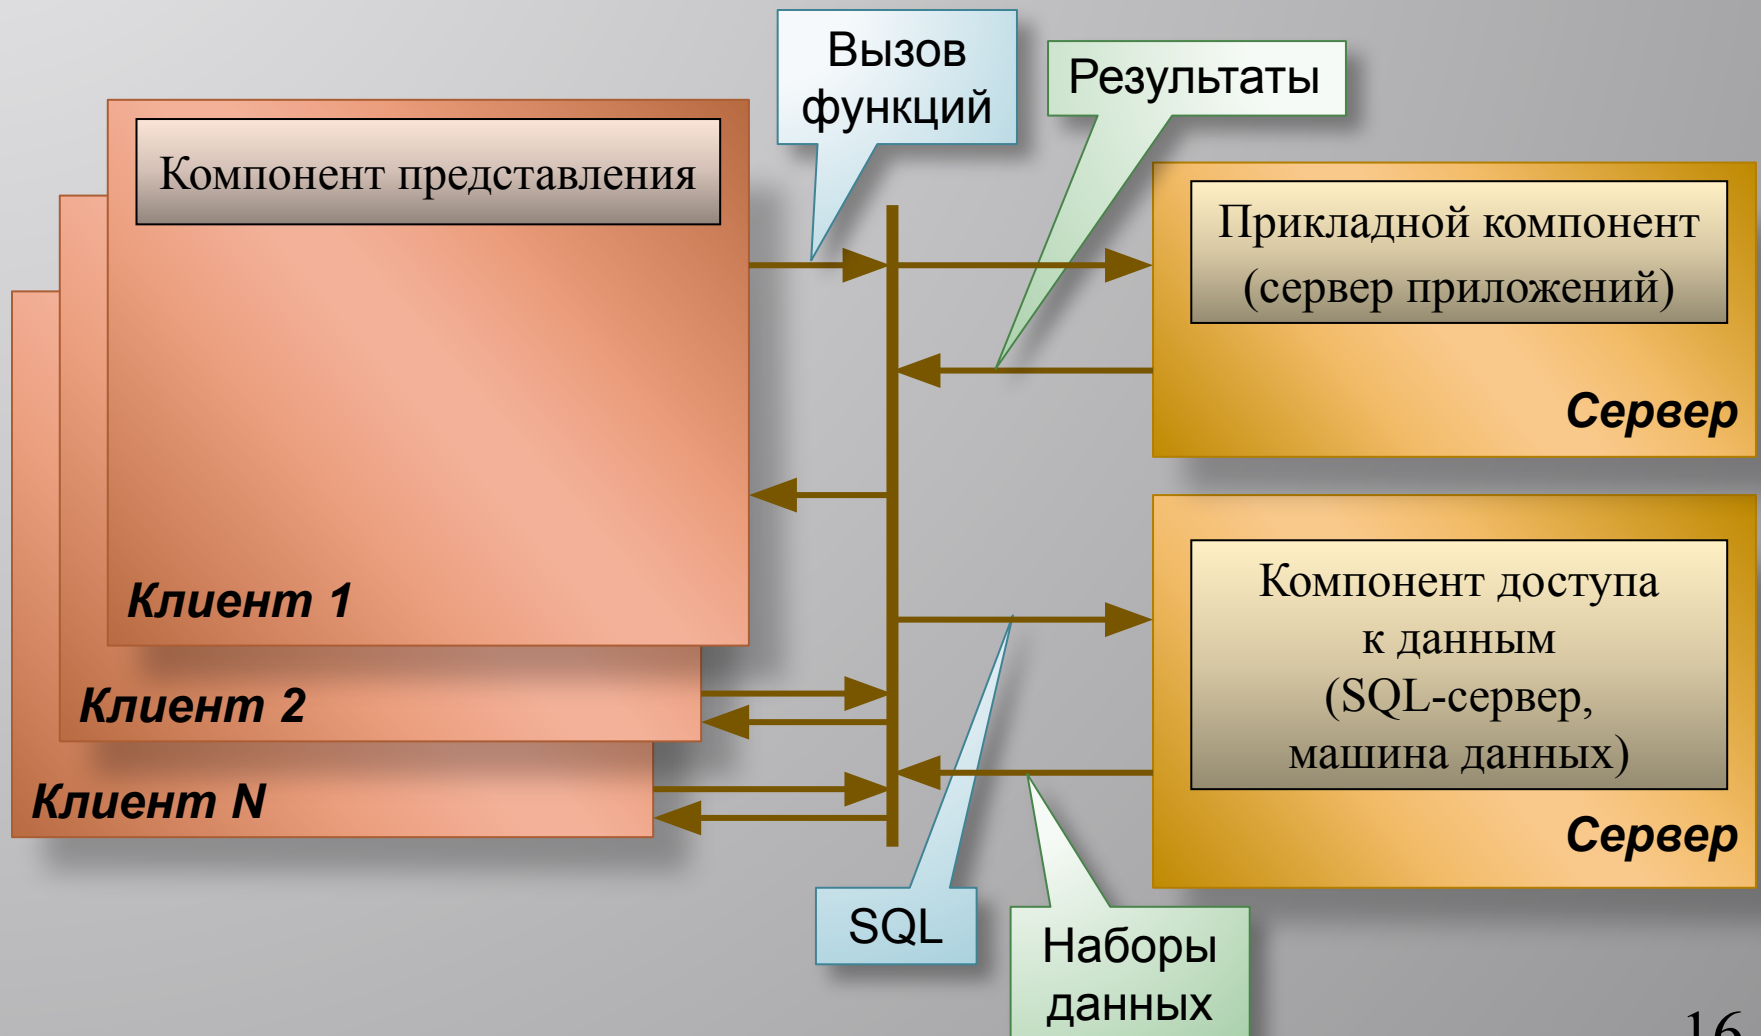 Вызов
функций
Результаты
Компонент представления
Прикладной компонент
(сервер приложений)
Сервер
Клиент 1
Клиент 2
Клиент N
Компонент доступа
к данным
(SQL-сервер,
машина данных)
Сервер
SQL
Наборы
данных
16